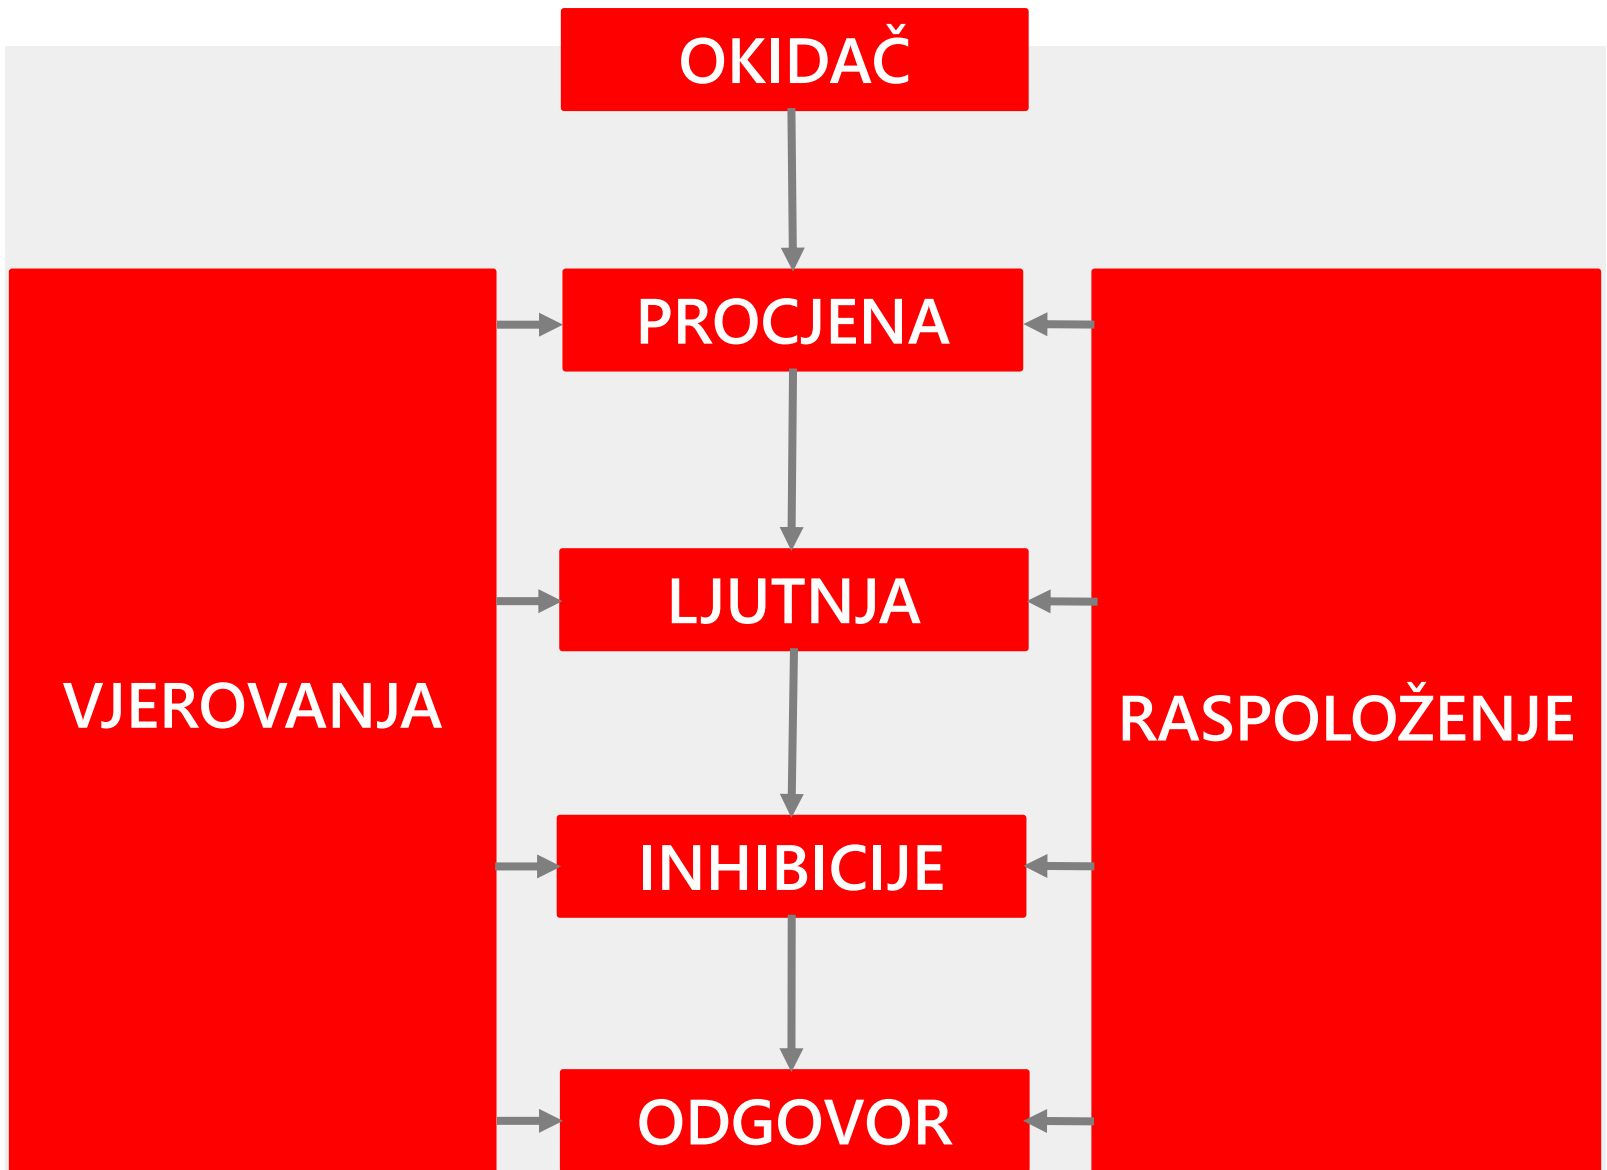 OKIDAČ
PROCJENA
LJUTNJA
VJEROVANJA
RASPOLOŽENJE
INHIBICIJE
ODGOVOR